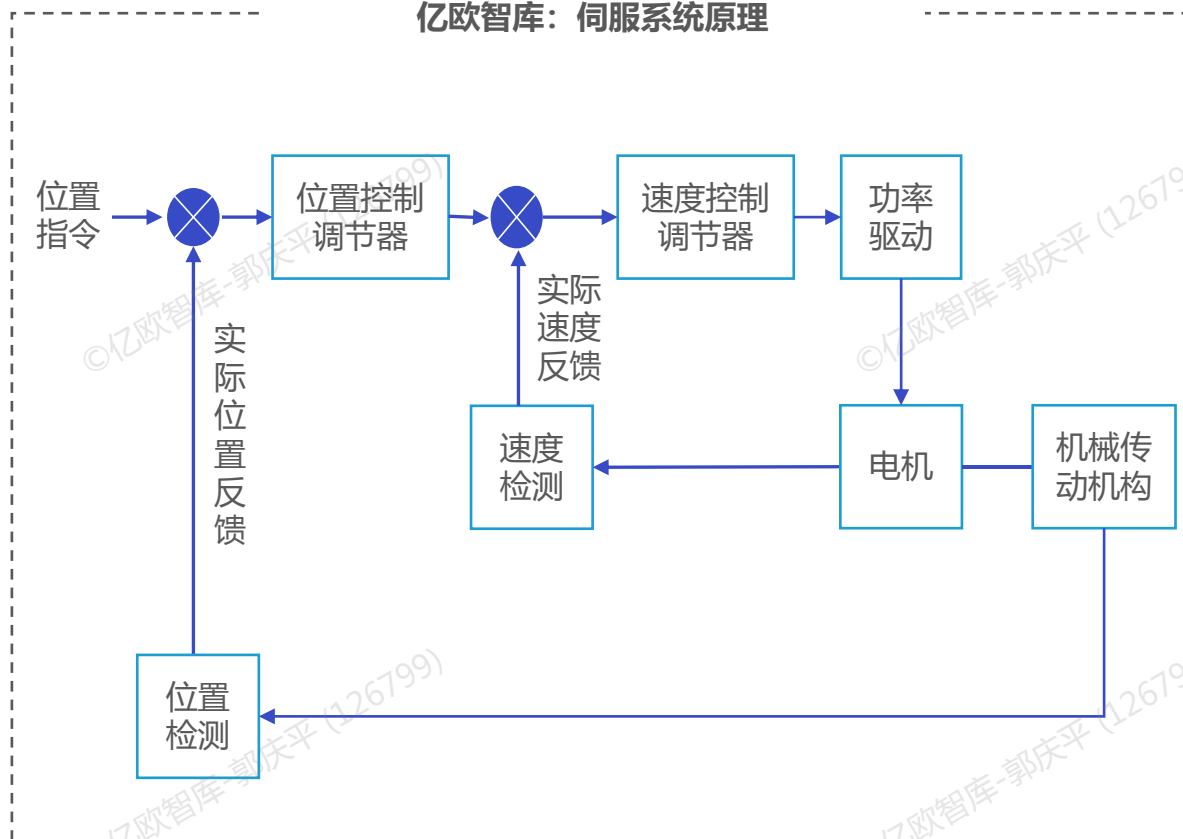 亿欧智库：伺服系统原理
位置
指令
位置控制
调节器
速度控制
调节器
功率
驱动
实际
速度
反馈
实
际
位
置
反
馈
速度
检测
电机
机械传
动机构
位置
检测
©亿欧智库-郭庆平 (126799)
©亿欧智库-郭庆平 (12679
亿欧智库-郭庆平 (126799)
亿欧智库-郭庆平 (12679